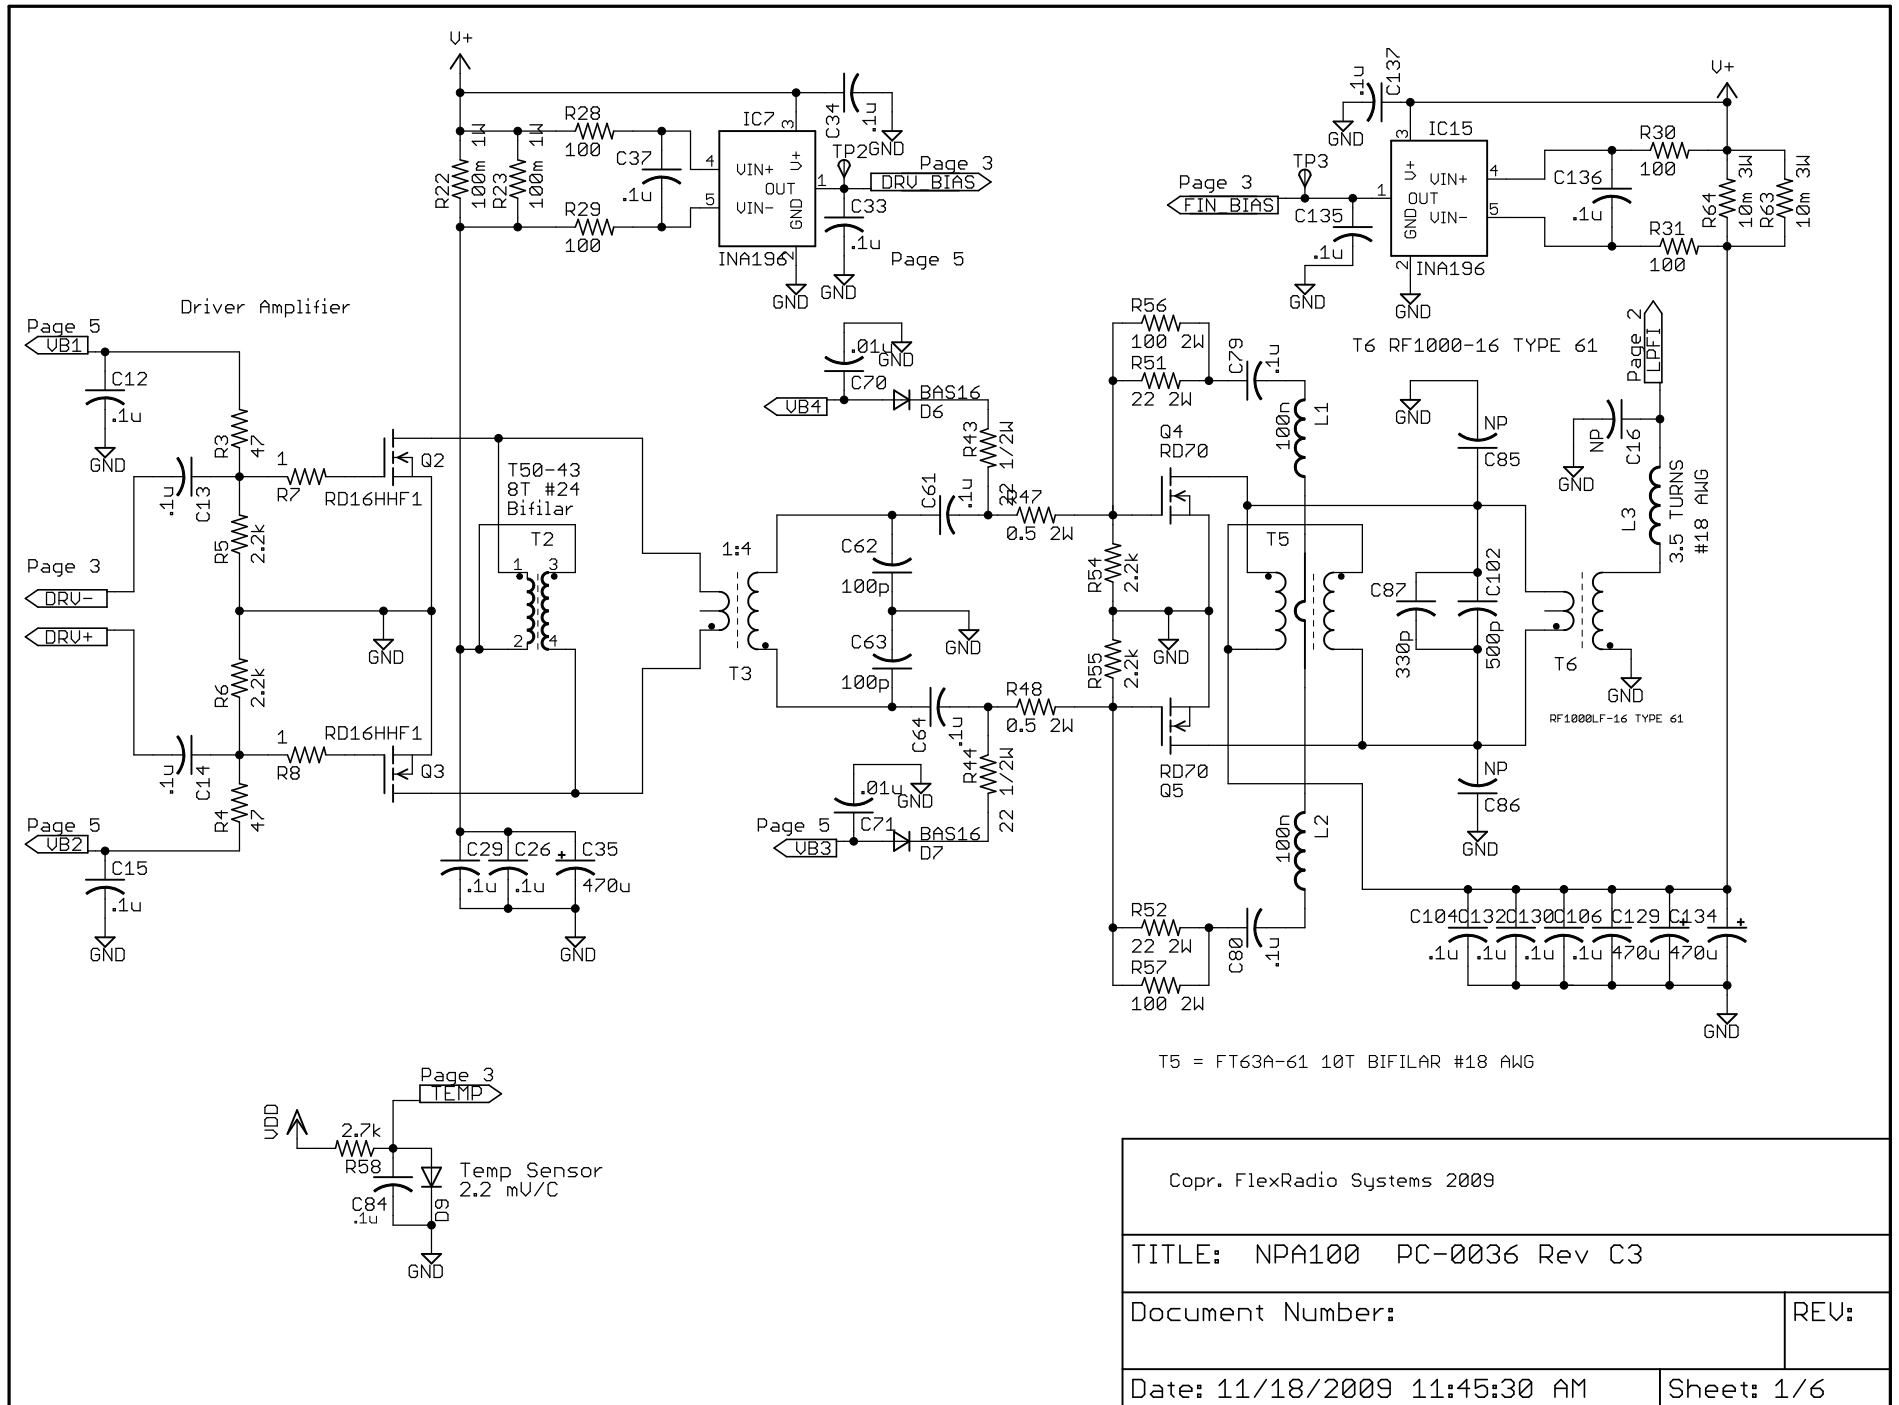 V+
R22
100m 1W
R23
100m 1W
R28
100
R29
100
C37
.1u
IC7
4
5
3
VIN+
VIN-
V+
OUT
GND
1
2
INA196
GND
C34
.1u
GND
TP2
Page 3
DRV_BIAS
C33
.1u
GND
Page 5
C137
.1u
GND
V+
IC15
3
V+
VIN+
VIN-
OUT
GND
4
5
1
2
INA196
GND
TP3
Page 3
FIN_BIAS
C135
.1u
GND
C136
.1u
R30
100
R31
100
R64
10m 3W
R63
10m 3W
Driver Amplifier
Page 5
VB1
C12
.1u
GND
R3
47
C13
.1u
1
R7
Q2
RD16HHF1
R5
2.2k
Page 3
DRV-
DRV+
GND
R6
2.2k
RD16HHF1
1
R8
Q3
C14
.1u
R4
47
Page 5
VB2
C15
.1u
GND
T50-43
8T #24
Bifilar
T2
1
3
2
4
C29
.1u
C26
.1u
C35
+
470u
GND
1:4
T3
C62
100p
C63
100p
GND
.01u
GND
C70
VB4
BAS16
D6
R43
22 1/2W
C61
.1u
R47
0.5 2W
C64
.1u
R48
0.5 2W
R44
22 1/2W
.01u
GND
C71
Page 5
VB3
BAS16
D7
R56
100 2W
R51
22 2W
C79
.1u
100n
L1
Q4
RD70
R54
2.2k
GND
R55
2.2k
RD70
Q5
T5
100n
L2
R52
22 2W
R57
100 2W
C80
.1u
T6 RF1000-16 TYPE 61
GND
NP
C85
C87
330p
C102
500p
NP
C86
GND
Page 2
LPFI
NP
C16
GND
L3
3.5 TURNS
#18 AWG
T6
GND
RF1000LF-16 TYPE 61
C104
C132
C130
C106
C129
C134
+
+
.1u
.1u
.1u
.1u
470u
470u
GND
T5 = FT63A-61 10T BIFILAR #18 AWG
Page 3
TEMP
VDD
2.7k
R58
C84
.1u
D9
Temp Sensor
2.2 mV/C
GND
Copr. FlexRadio Systems 2009
TITLE: NPA100 PC-0036 Rev C3
Document Number:
REV:
Date: 11/18/2009 11:45:30 AM
Sheet: 1/6